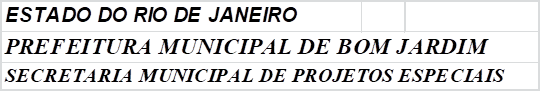 ESTADO DO RIO DE JANEIRO
PREFEITURA MUNICIPAL DE BOM JARDIM
SECRETARIA MUNICIPAL DE PROJETOS ESPECIAIS